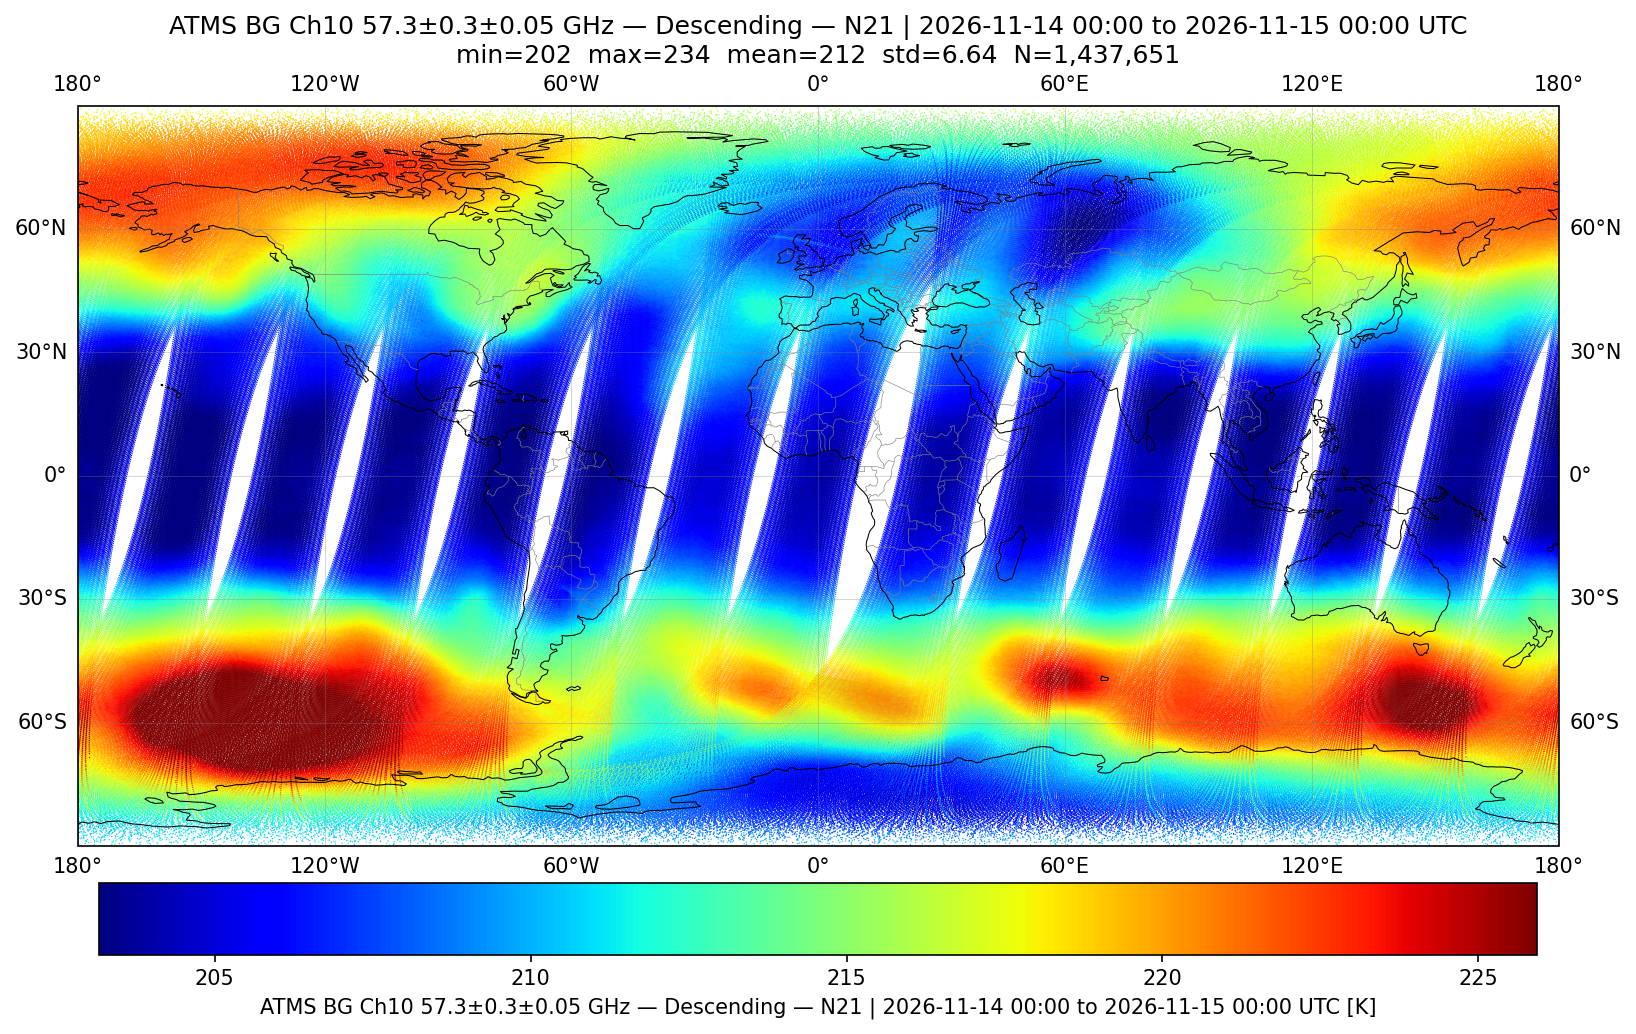 ATMS BG Ch10 57.3±0.3±0.05 GHz — Descending — N21 | 2026-11-14 00:00 to 2026-11-15 00:00 UTC
min=202 max=234 mean=212 std=6.64 N=1,437,651
180° 120°W 60°W 0° 60°E 120°E 180°
60°N 60°N
30°N 30°N
0° 0°
30°S 30°S
60°S 60°S
180° 120°W 60°W 0° 60°E 120°E 180°
205 210 215 220 225
ATMS BG Ch10 57.3±0.3±0.05 GHz — Descending — N21 | 2026-11-14 00:00 to 2026-11-15 00:00 UTC [K]